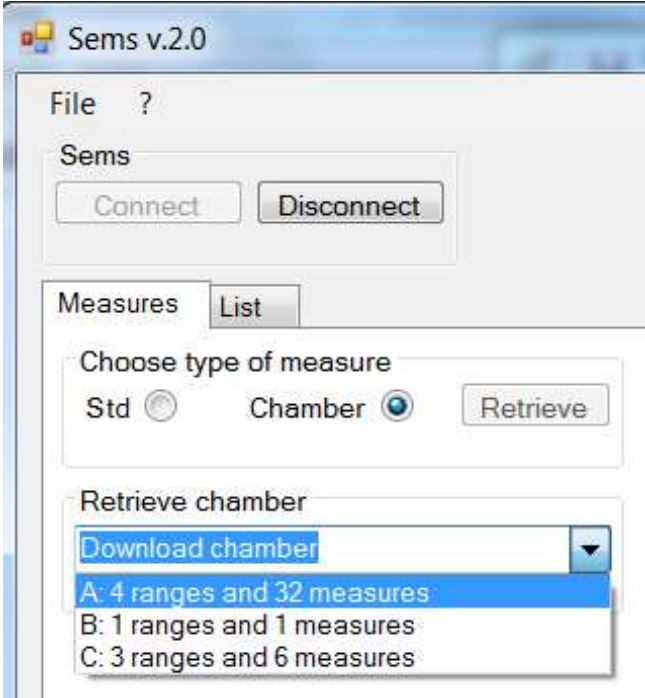 Sems v.2.0
File ?
Sems
Connect Disconnect
Measures List
Choose type of measure
Std Chamber Retrieve
Retrieve chamber
Download chamber
A: 4 ranges and 32 measures
B: 1 ranges and 1 measures
C: 3 ranges and 6 measures